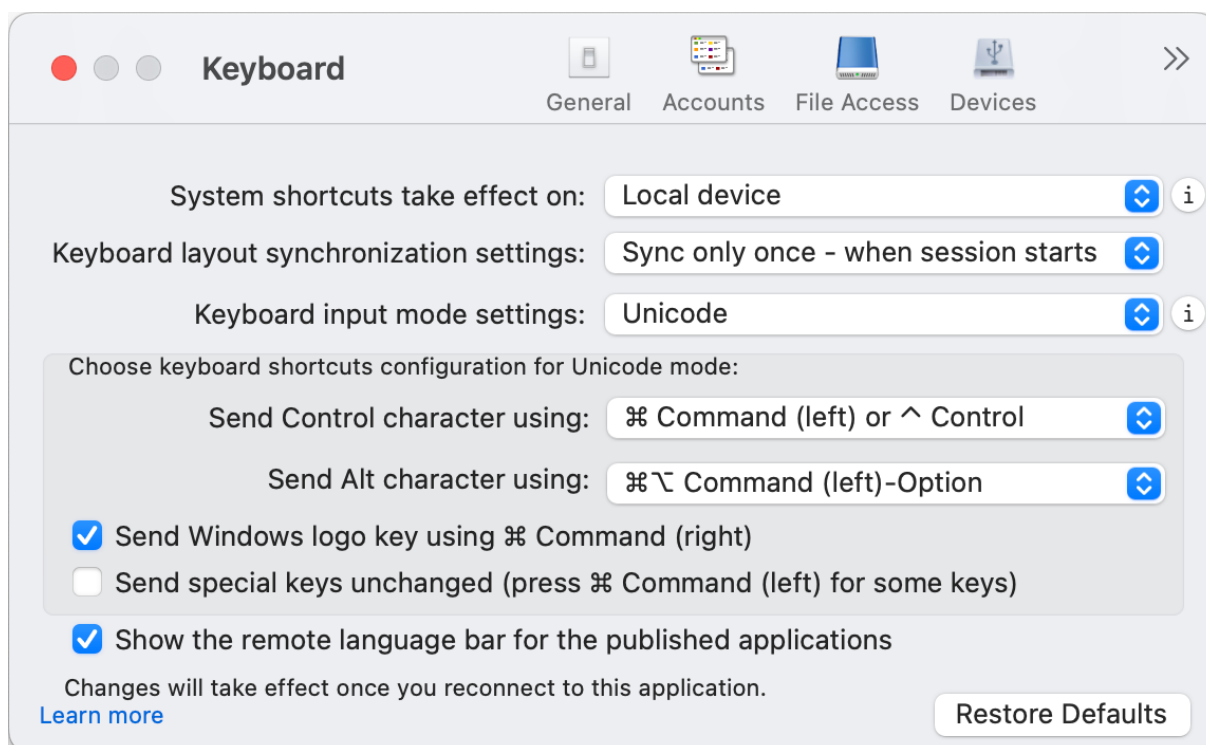 Keyboard
General Accounts File Access Devices
System shortcuts take effect on: Local device
Keyboard layout synchronization settings: Sync only once - when session starts
Keyboard input mode settings: Unicode
Choose keyboard shortcuts configuration for Unicode mode:
Send Control character using: ⌘ Command (left) or ^ Control
Send Alt character using: ⌘⌥ Command (left)-Option
Send Windows logo key using ⌘ Command (right)
Send special keys unchanged (press ⌘ Command (left) for some keys)
Show the remote language bar for the published applications
Changes will take effect once you reconnect to this application.
Learn more
Restore Defaults